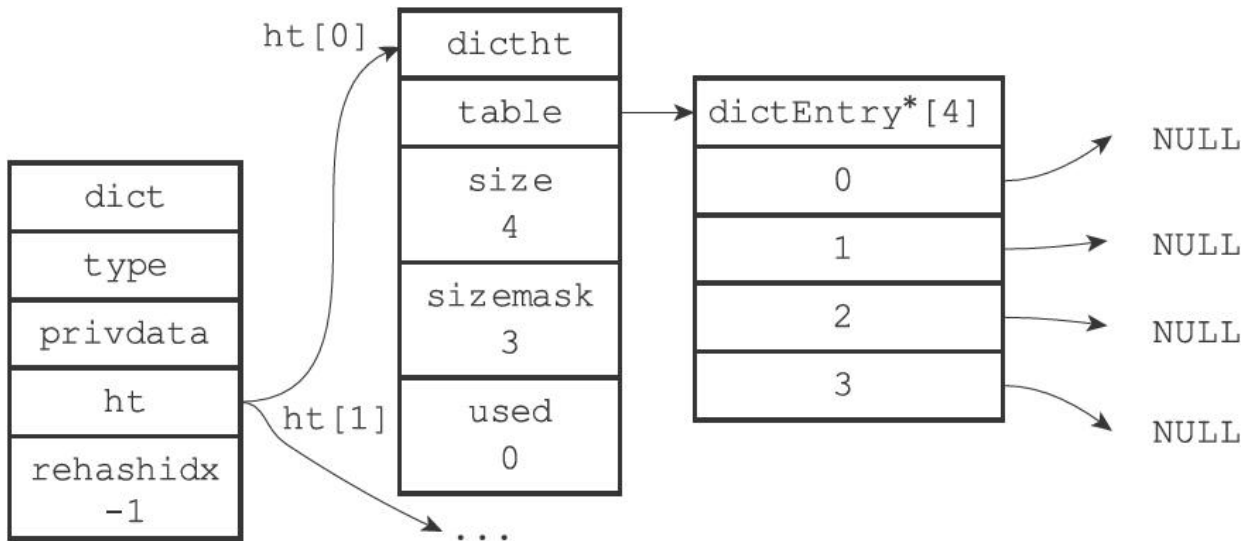 dict
type
privdata
ht
rehashidx
-1
ht[0]
ht[1]
dictht
table
size
4
sizemask
3
used
0
...
dictEntry*[4]
0
1
2
3
NULL
NULL
NULL
NULL